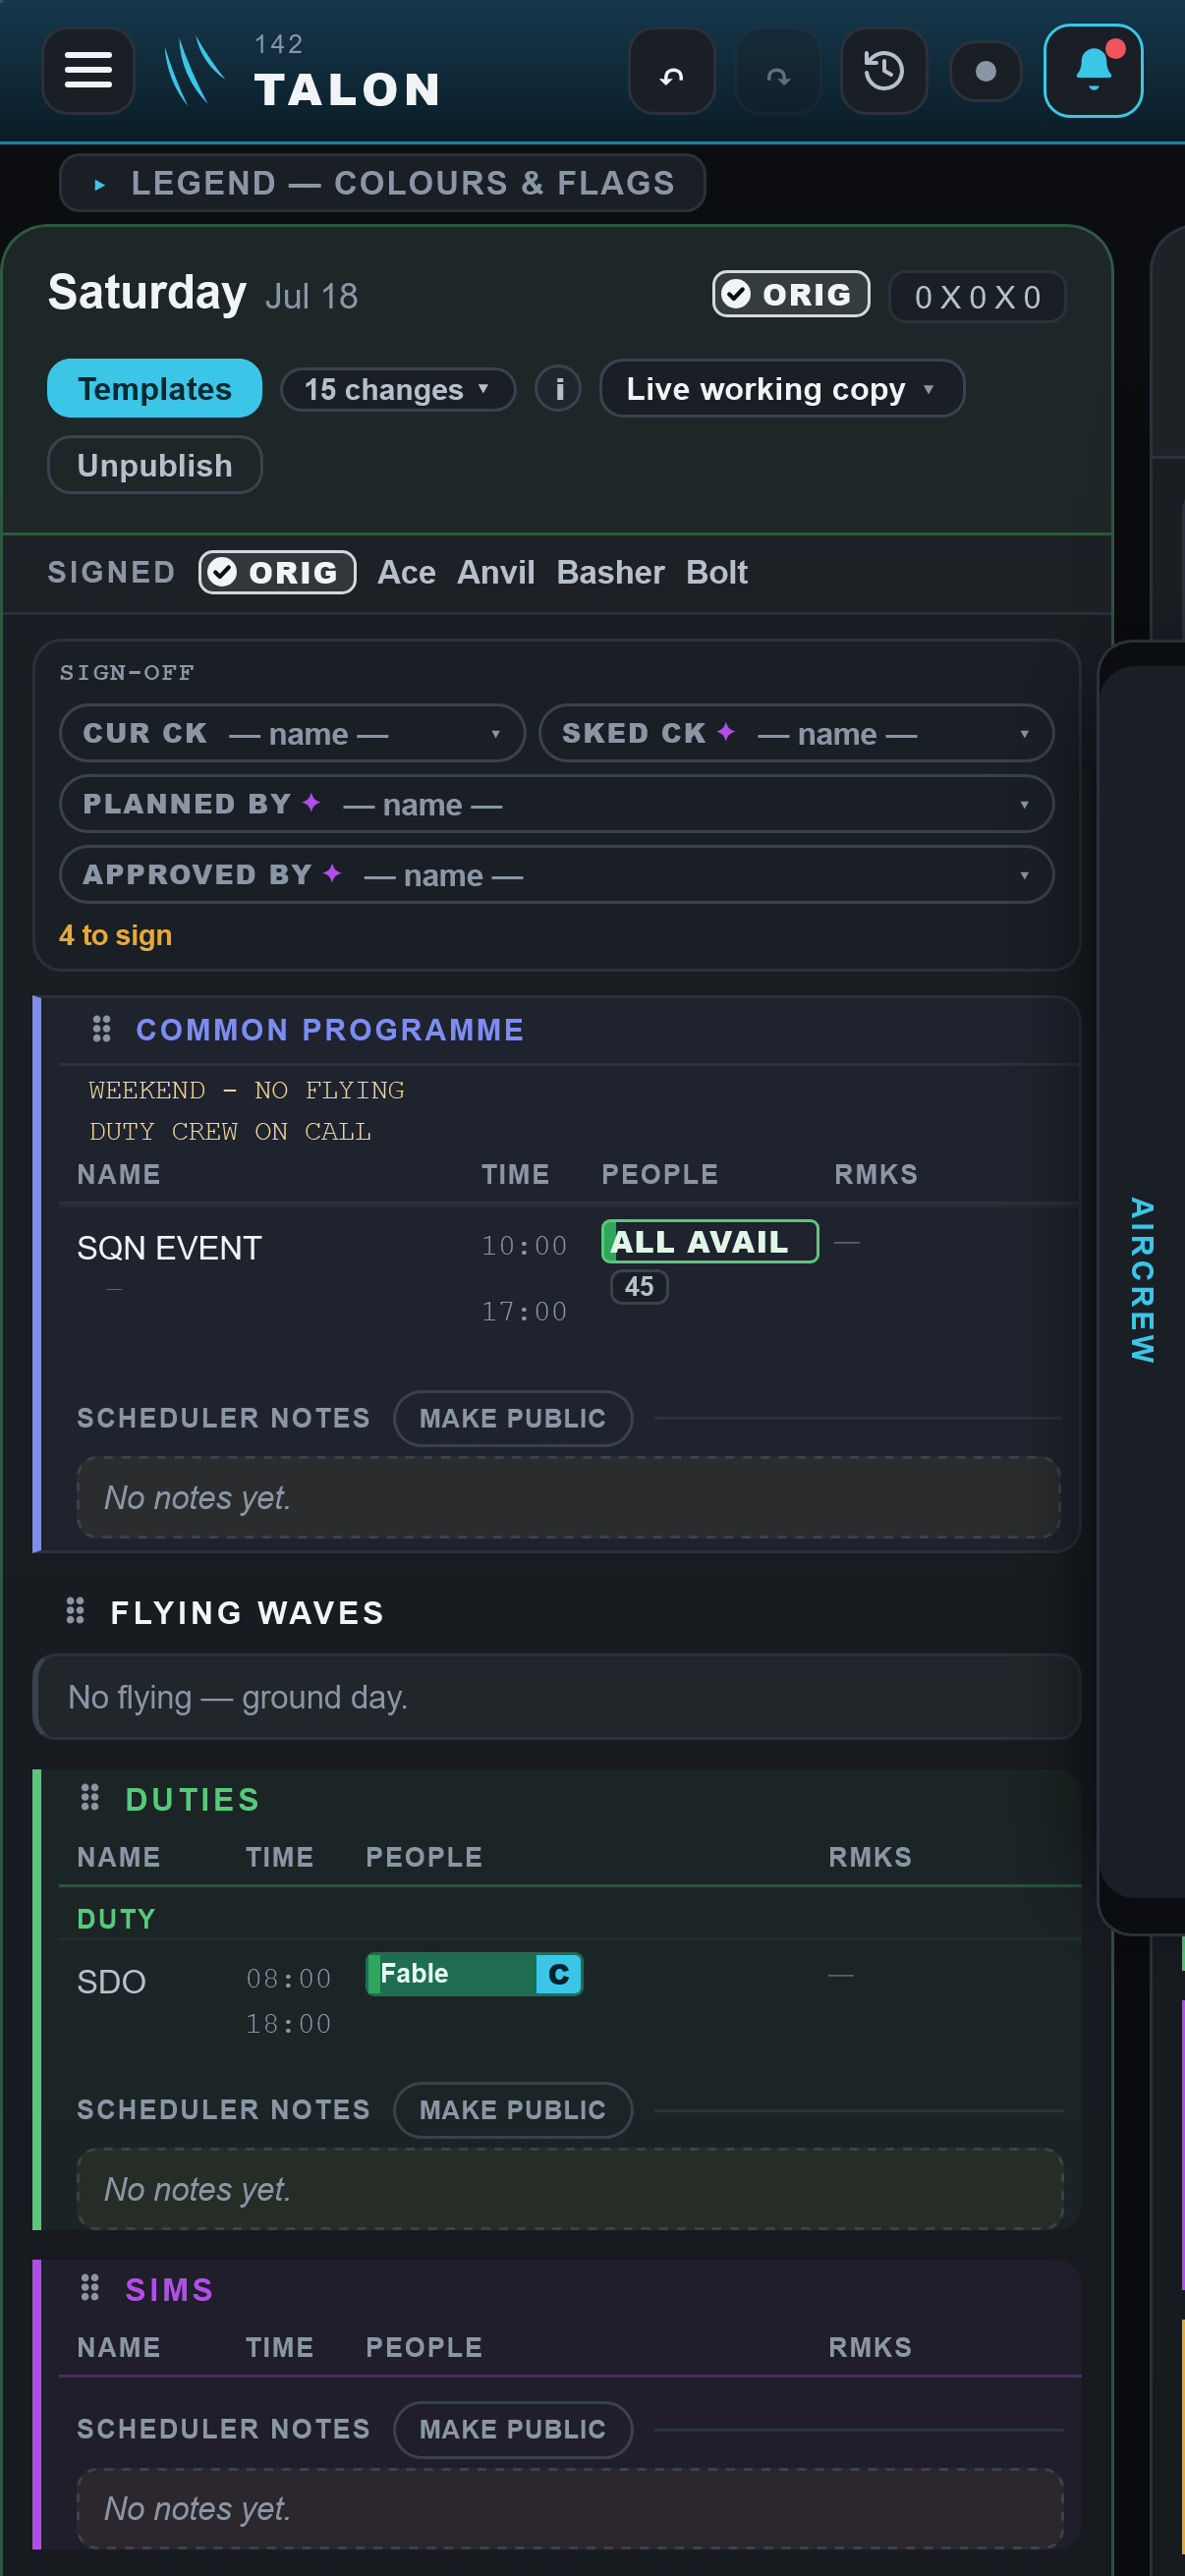 142
TALON
LEGEND — COLOURS & FLAGS
Saturday Jul 18 ORIG 0 X 0 X 0
Templates 15 changes i Live working copy
Unpublish
SIGNED ORIG Ace Anvil Basher Bolt
SIGN-OFF
CUR CK — name — SKED CK — name —
PLANNED BY — name —
APPROVED BY — name —
4 to sign
COMMON PROGRAMME
WEEKEND - NO FLYING
DUTY CREW ON CALL
NAME TIME PEOPLE RMKS
SQN EVENT 10:00 ALL AVAIL —
— 45
17:00
SCHEDULER NOTES MAKE PUBLIC
No notes yet.
FLYING WAVES
No flying — ground day.
DUTIES
NAME TIME PEOPLE RMKS
DUTY
SDO 08:00 Fable C —
18:00
SCHEDULER NOTES MAKE PUBLIC
No notes yet.
SIMS
NAME TIME PEOPLE RMKS
SCHEDULER NOTES MAKE PUBLIC
No notes yet.
AIRCREW